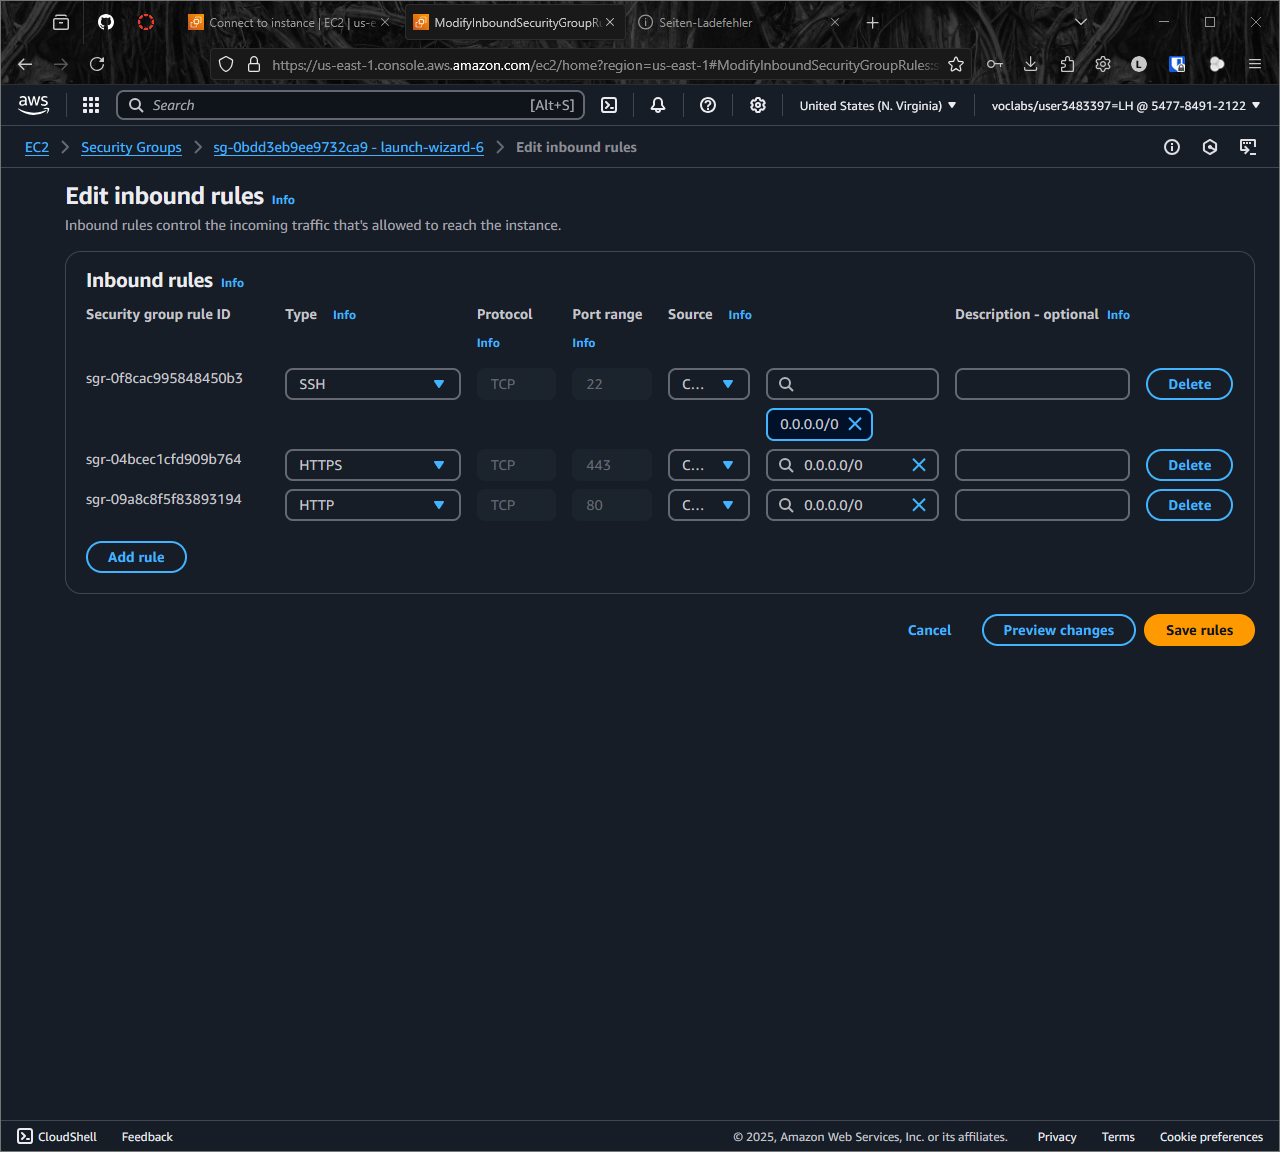 Connect to instance | EC2 | us-e
ModifyInboundSecurityGroupRu
Seiten-Ladefehler
https://us-east-1.console.aws.amazon.com/ec2/home?region=us-east-1#ModifyInboundSecurityGroupRules:s
L
aws
Search
[Alt+S]
United States (N. Virginia)
voclabs/user3483397=LH @ 5477-8491-2122
EC2 > Security Groups > sg-0bdd3eb9ee9732ca9 - launch-wizard-6 > Edit inbound rules
Edit inbound rules Info
Inbound rules control the incoming traffic that's allowed to reach the instance.
Inbound rules Info
Security group rule ID Type Info Protocol Info Port range Info Source Info Description - optional Info
sgr-0f8cac995848450b3 SSH TCP 22 C... Delete
0.0.0.0/0
sgr-04bcec1cfd909b764 HTTPS TCP 443 C... 0.0.0.0/0 Delete
sgr-09a8c8f5f83893194 HTTP TCP 80 C... 0.0.0.0/0 Delete
Add rule
Cancel Preview changes Save rules
CloudShell Feedback © 2025, Amazon Web Services, Inc. or its affiliates. Privacy Terms Cookie preferences